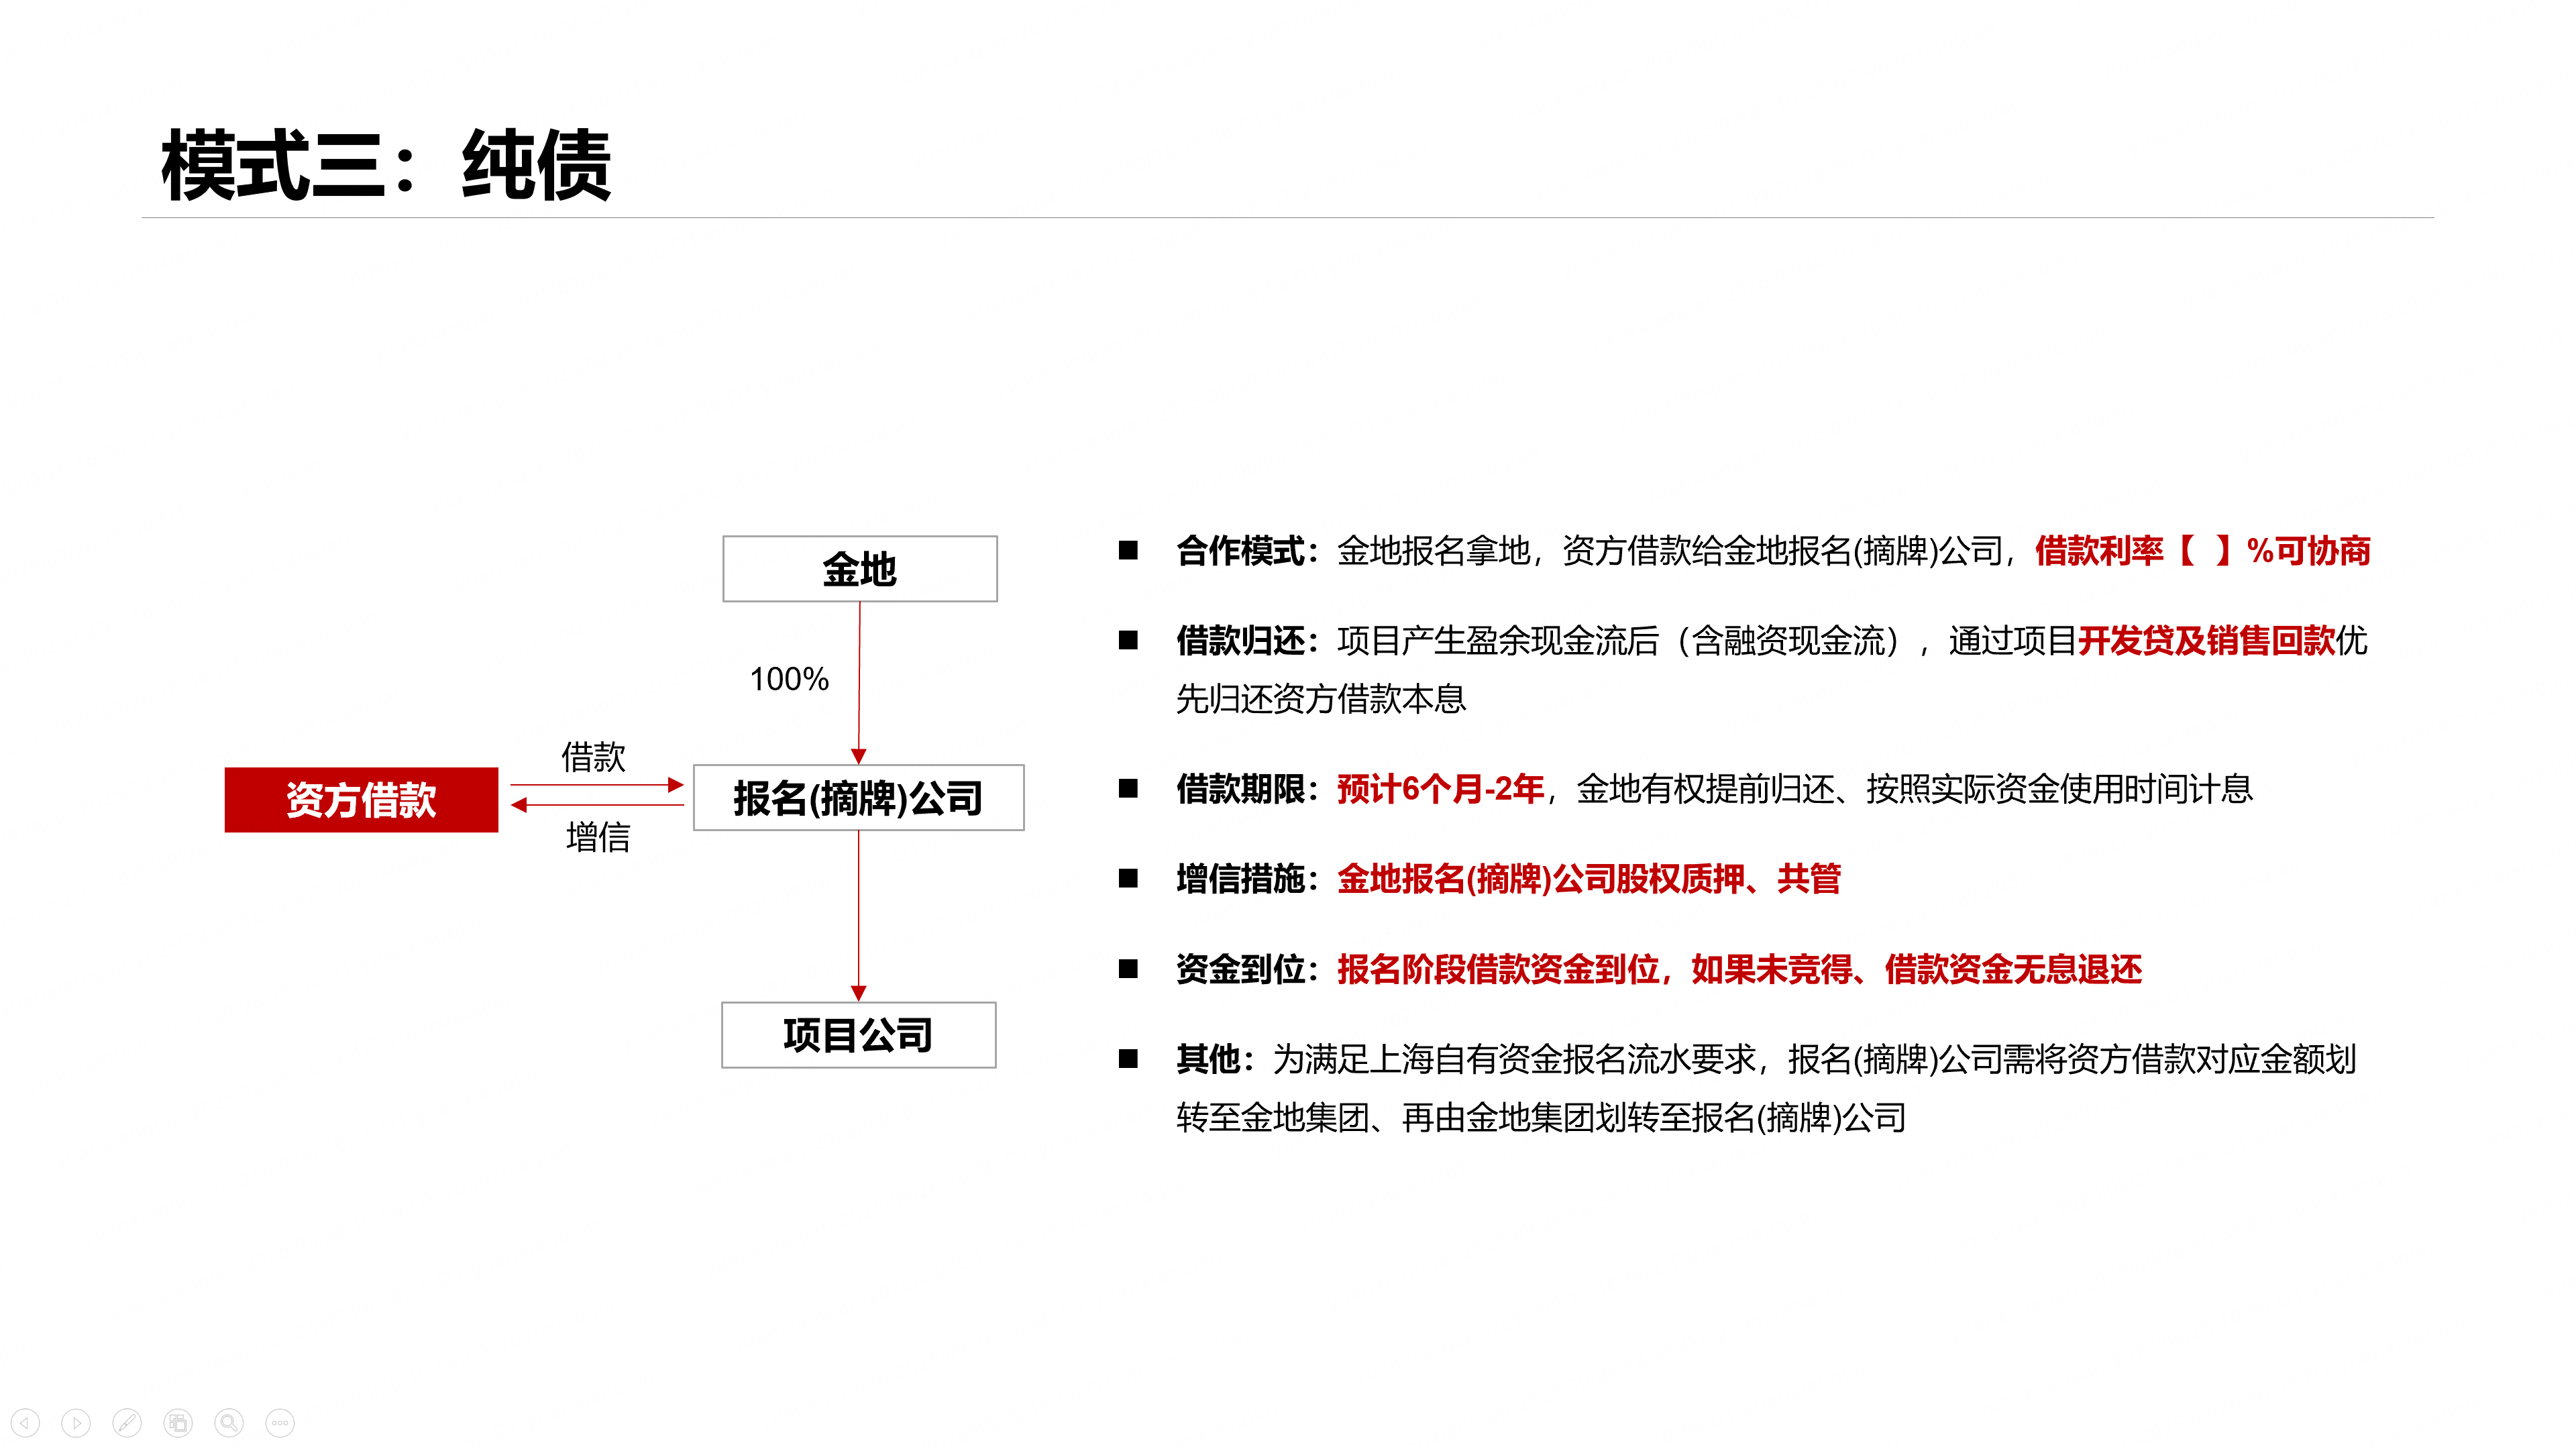 模式三：纯债
金地
100%
借款
资方借款
报名(摘牌)公司
增信
项目公司
■ 合作模式：金地报名拿地，资方借款给金地报名(摘牌)公司，借款利率【 】%可协商
■ 借款归还：项目产生盈余现金流后（含融资现金流），通过项目开发贷及销售回款优
先归还资方借款本息
■ 借款期限：预计6个月-2年，金地有权提前归还、按照实际资金使用时间计息
■ 增信措施：金地报名(摘牌)公司股权质押、共管
■ 资金到位：报名阶段借款资金到位，如果未竞得、借款资金无息退还
■ 其他：为满足上海自有资金报名流水要求，报名(摘牌)公司需将资方借款对应金额划
转至金地集团、再由金地集团划转至报名(摘牌)公司